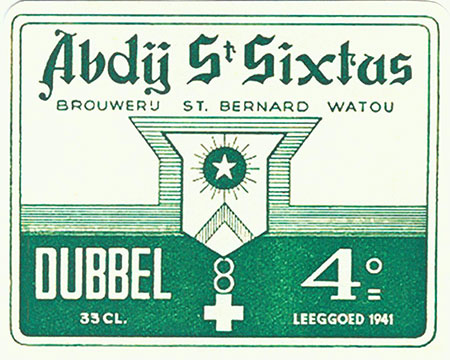 Abdij St Sixtus
BROUWERIJ ST. BERNARD WATOU
DUBBEL
8
4°
33 CL.
LEEGGOED 1941